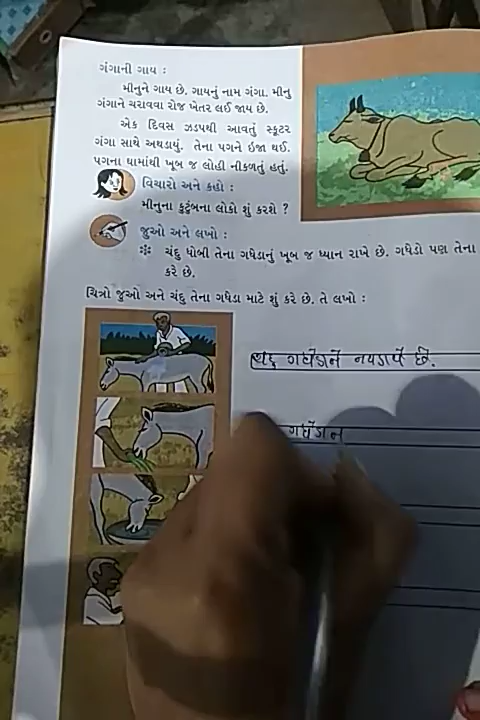 ગંગાની ગાય :
મીનુને ગાય છે. ગાયનું નામ ગંગા. મીનુ
ગંગાને ચરાવવા રોજ ખેતર લઈ જાય છે.
એક દિવસ ઝડપથી આવતું સ્કૂટર
ગંગા સાથે અથડાયું. તેના પગને ઇજા થઈ.
પગના ઘામાંથી ખૂબ જ લોહી નીકળતું હતું.
વિચારો અને કહો :
મીનુના કુટુંબના લોકો શું કરશે ?
જુઓ અને લખો :
ચંદુ ધોબી તેના ગધેડાનું ખૂબ જ ધ્યાન રાખે છે. ગધેડો પણ તેના
કરે છે.
ચિત્રો જુઓ અને ચંદુ તેના ગધેડા માટે શું કરે છે. તે લખો :
ચંદુ ગધેડાને નવડાવે છે.
ગધેડાન